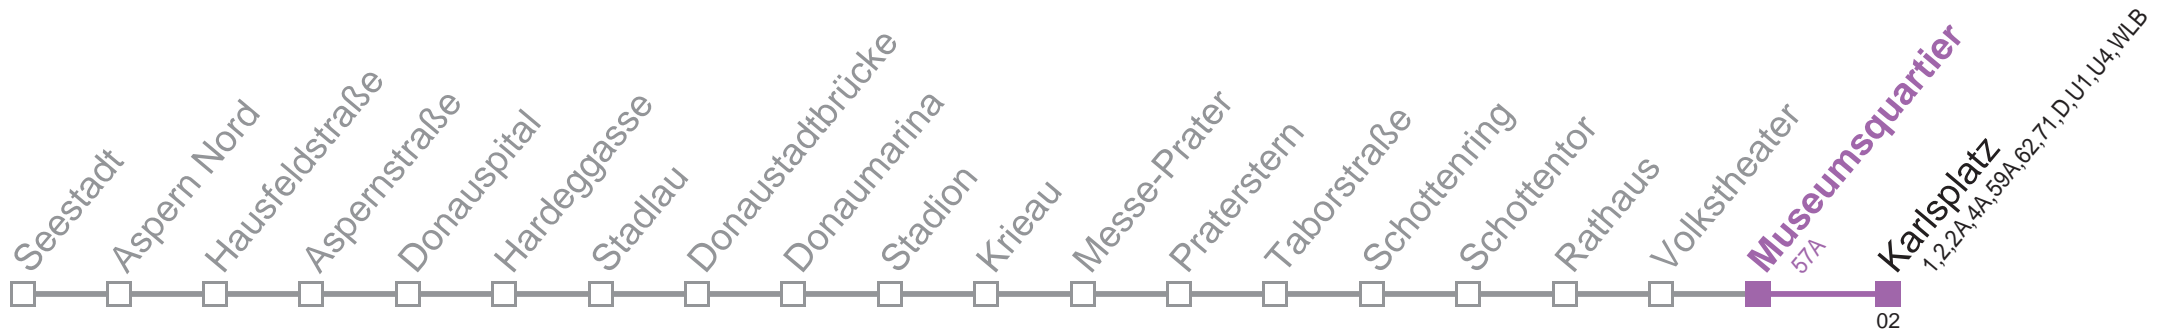 Seestadt
Aspern Nord
Hausfeldstraße
Aspernstraße
Donauspital
Hardeggasse
Stadlau
Donaustadtbrücke
Donaumarina
Stadion
Krieau
Messe-Prater
Praterstern
Taborstraße
Schottenring
Schottentor
Rathaus
Volkstheater
Museumsquartier
57A
Karlsplatz
1,2,2A,4A,59A,62,71,D,U1,U4,WLB
02